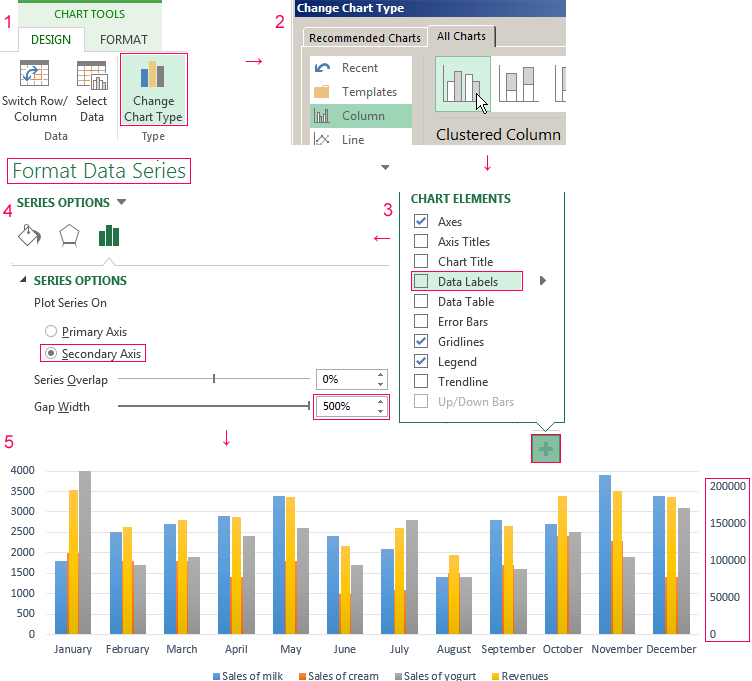 1
CHART TOOLS
DESIGN FORMAT
Switch Row/
Column
Select
Data
Change
Chart Type
Data Type
→
2
Change Chart Type
Recommended Charts All Charts
Recent
Templates
Column
Line
Clustered Column
↓
3
CHART ELEMENTS
Axes
Axis Titles
Chart Title
Data Labels
Data Table
Error Bars
Gridlines
Legend
Trendline
Up/Down Bars
←
4
Format Data Series
SERIES OPTIONS
SERIES OPTIONS
Plot Series On
Primary Axis
Secondary Axis
Series Overlap 0%
Gap Width 500%
↓
5
4000
3500
3000
2500
2000
1500
1000
500
0
200000
150000
100000
50000
0
January February March April May June July August September October November December
Sales of milk Sales of cream Sales of yogurt Revenues